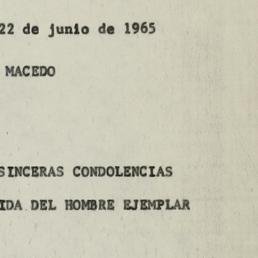 22 de junio de 1965
MACEDO
SINCERAS CONDOLENCIAS
IDA DEL HOMBRE EJEMPLAR